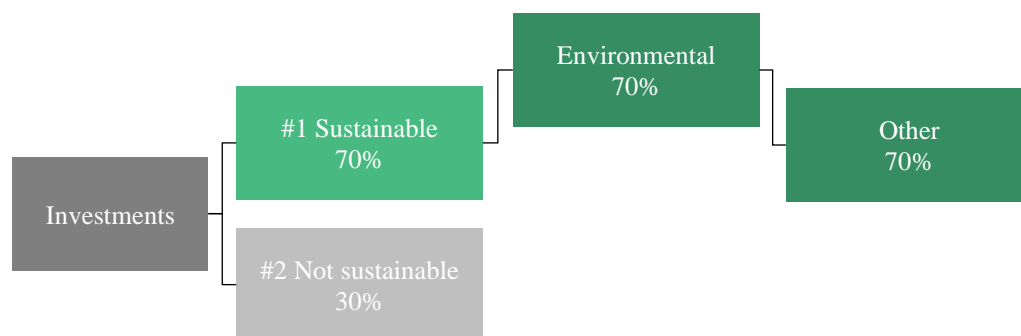 Environmental
70%
#1 Sustainable
70%
Other
70%
Investments
#2 Not sustainable
30%